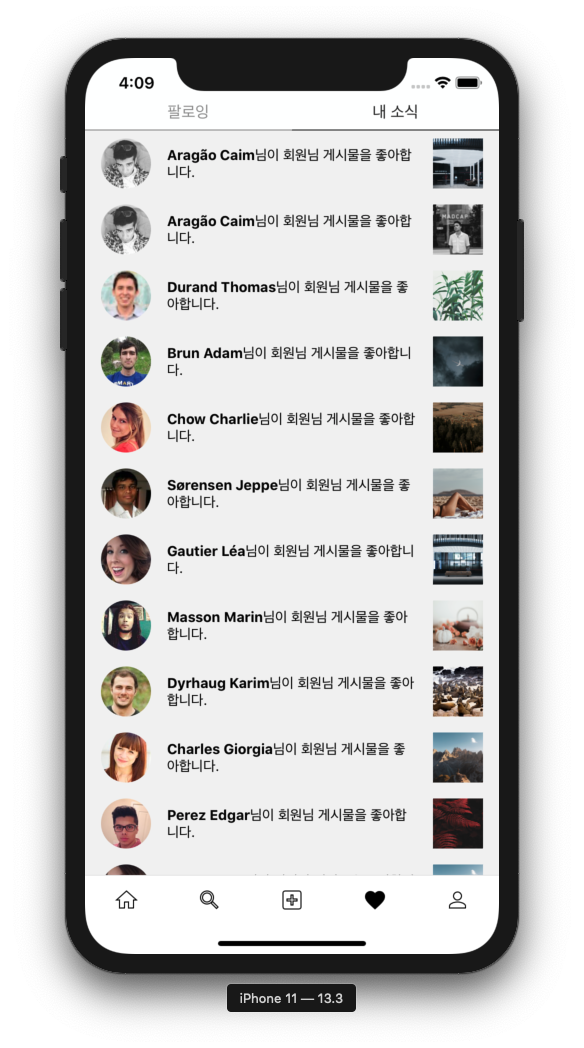 4:09
팔로잉 내 소식
Aragão Caim님이 회원님 게시물을 좋아합
니다.
Aragão Caim님이 회원님 게시물을 좋아합
니다.
MADCAP
Durand Thomas님이 회원님 게시물을 좋
아합니다.
Brun Adam님이 회원님 게시물을 좋아합니
다.
Chow Charlie님이 회원님 게시물을 좋아합
니다.
Sørensen Jeppe님이 회원님 게시물을 좋
아합니다.
Gautier Léa님이 회원님 게시물을 좋아합니
다.
Masson Marin님이 회원님 게시물을 좋아
합니다.
Dyrhaug Karim님이 회원님 게시물을 좋아
합니다.
Charles Giorgia님이 회원님 게시물을 좋
아합니다.
Perez Edgar님이 회원님 게시물을 좋아합
니다.
iPhone 11 — 13.3